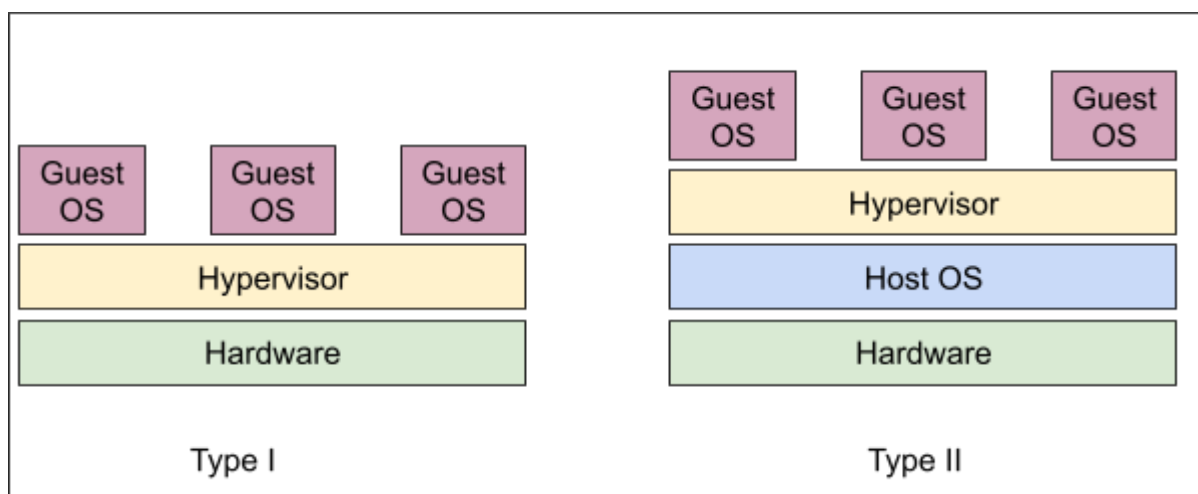 Guest
OS
Guest
OS
Guest
OS
Hypervisor
Hardware
Type I
Guest
OS
Guest
OS
Guest
OS
Hypervisor
Host OS
Hardware
Type II